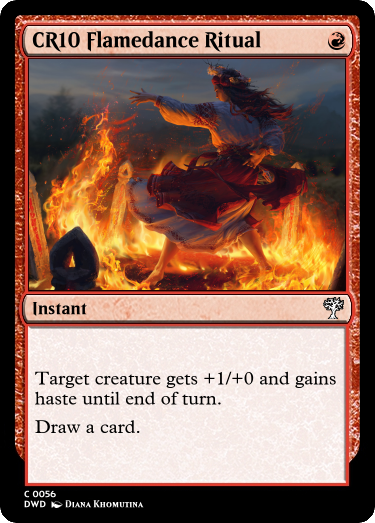 CR10 Flamedance Ritual
Instant
Target creature gets +1/+0 and gains
haste until end of turn.
Draw a card.
C 0056
DWD Diana Khomutina